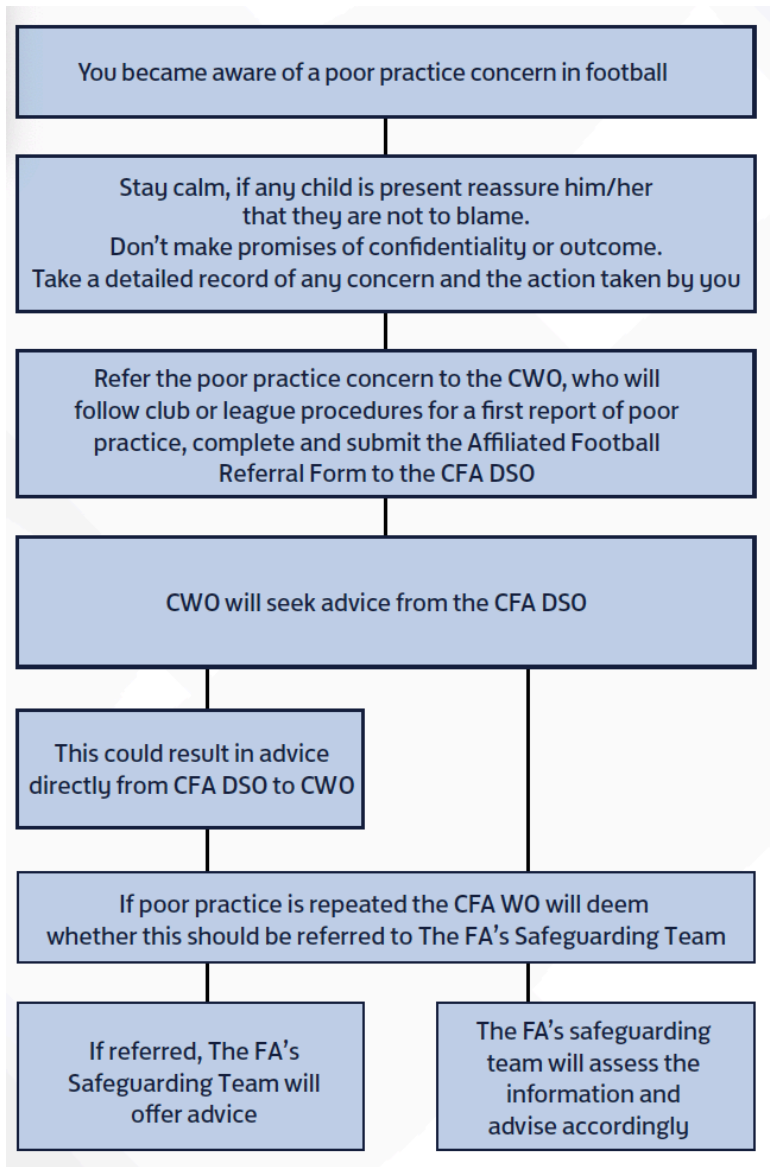 You became aware of a poor practice concern in football
Stay calm, if any child is present reassure him/her
that they are not to blame.
Don't make promises of confidentiality or outcome.
Take a detailed record of any concern and the action taken by you
Refer the poor practice concern to the CWO, who will
follow club or league procedures for a first report of poor
practice, complete and submit the Affiliated Football
Referral Form to the CFA DSO
CWO will seek advice from the CFA DSO
This could result in advice
directly from CFA DSO to CWO
If poor practice is repeated the CFA WO will deem
whether this should be referred to The FA's Safeguarding Team
If referred, The FA's
Safeguarding Team will
offer advice
The FA's safeguarding
team will assess the
information and
advise accordingly